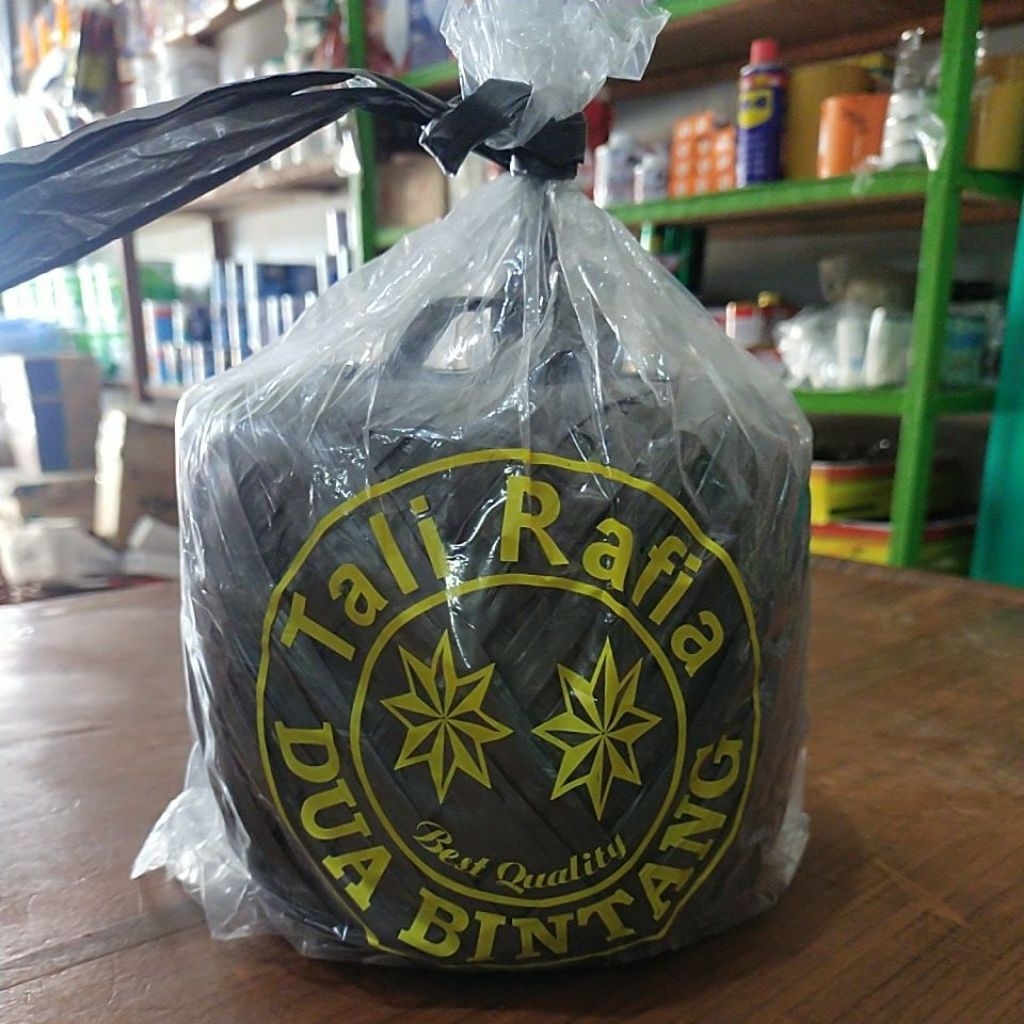 Tali Rafia
Best Quality
DUA BINTANG